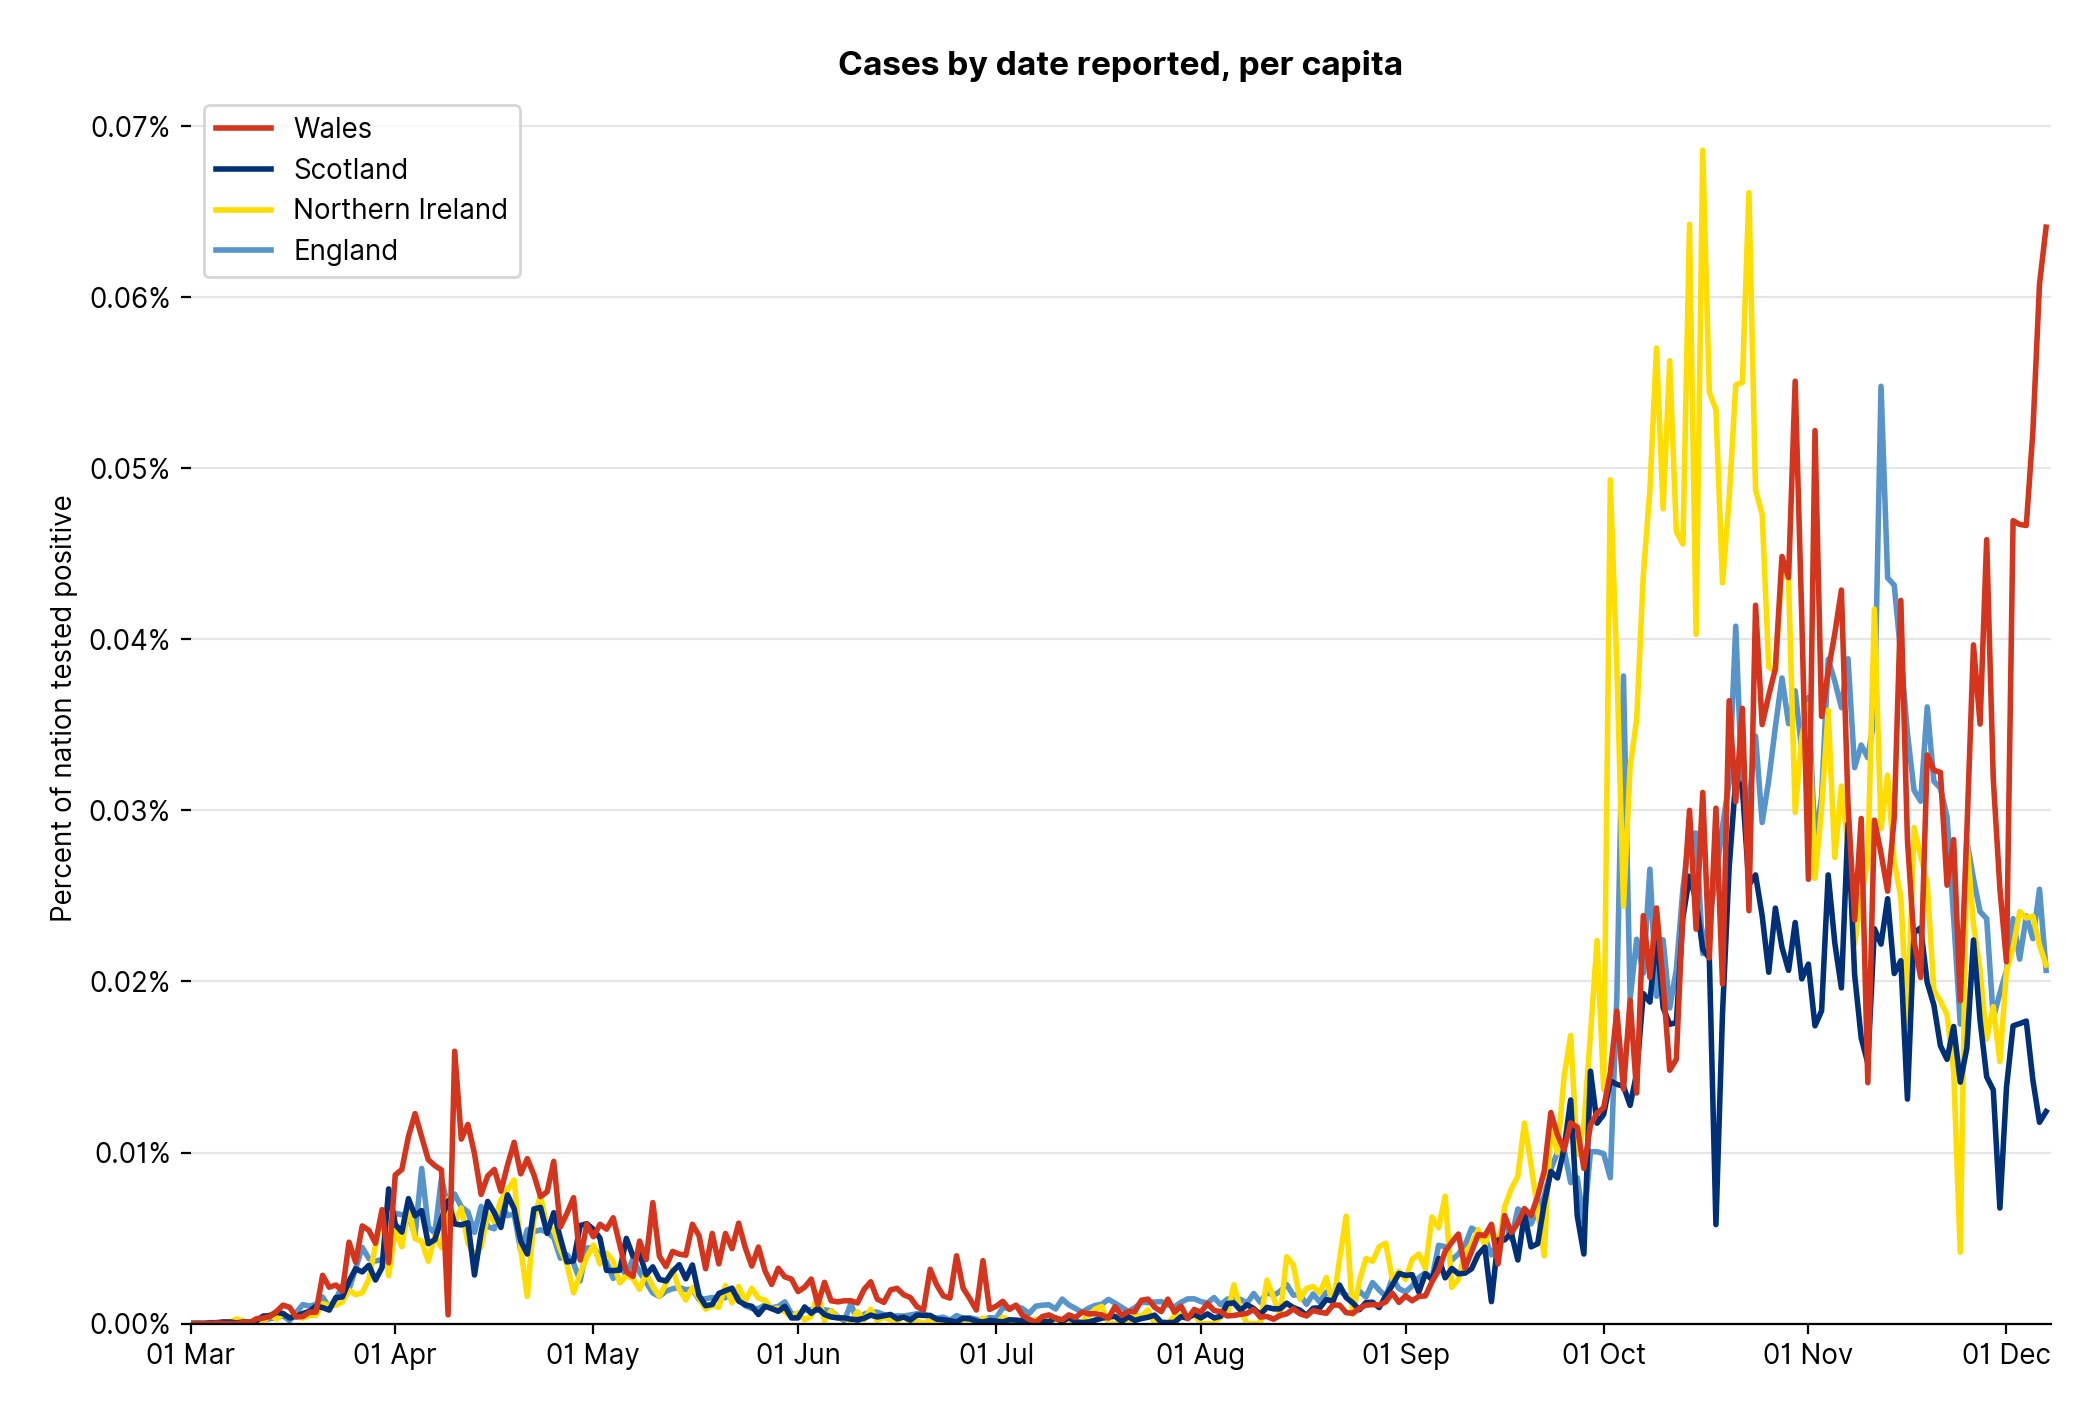 Cases by date reported, per capita
Wales
Scotland
Northern Ireland
England
Percent of nation tested positive
0.07%
0.06%
0.05%
0.04%
0.03%
0.02%
0.01%
0.00%
01 Mar
01 Apr
01 May
01 Jun
01 Jul
01 Aug
01 Sep
01 Oct
01 Nov
01 Dec